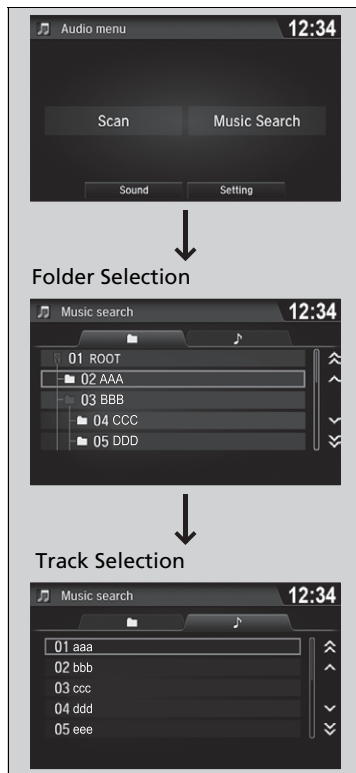 Audio menu 12:34
Scan Music Search
Sound Setting
Folder Selection
Music search 12:34
01 ROOT
02 AAA
03 BBB
04 CCC
05 DDD
Track Selection
Music search 12:34
01 aaa
02 bbb
03 ccc
04 ddd
05 eee